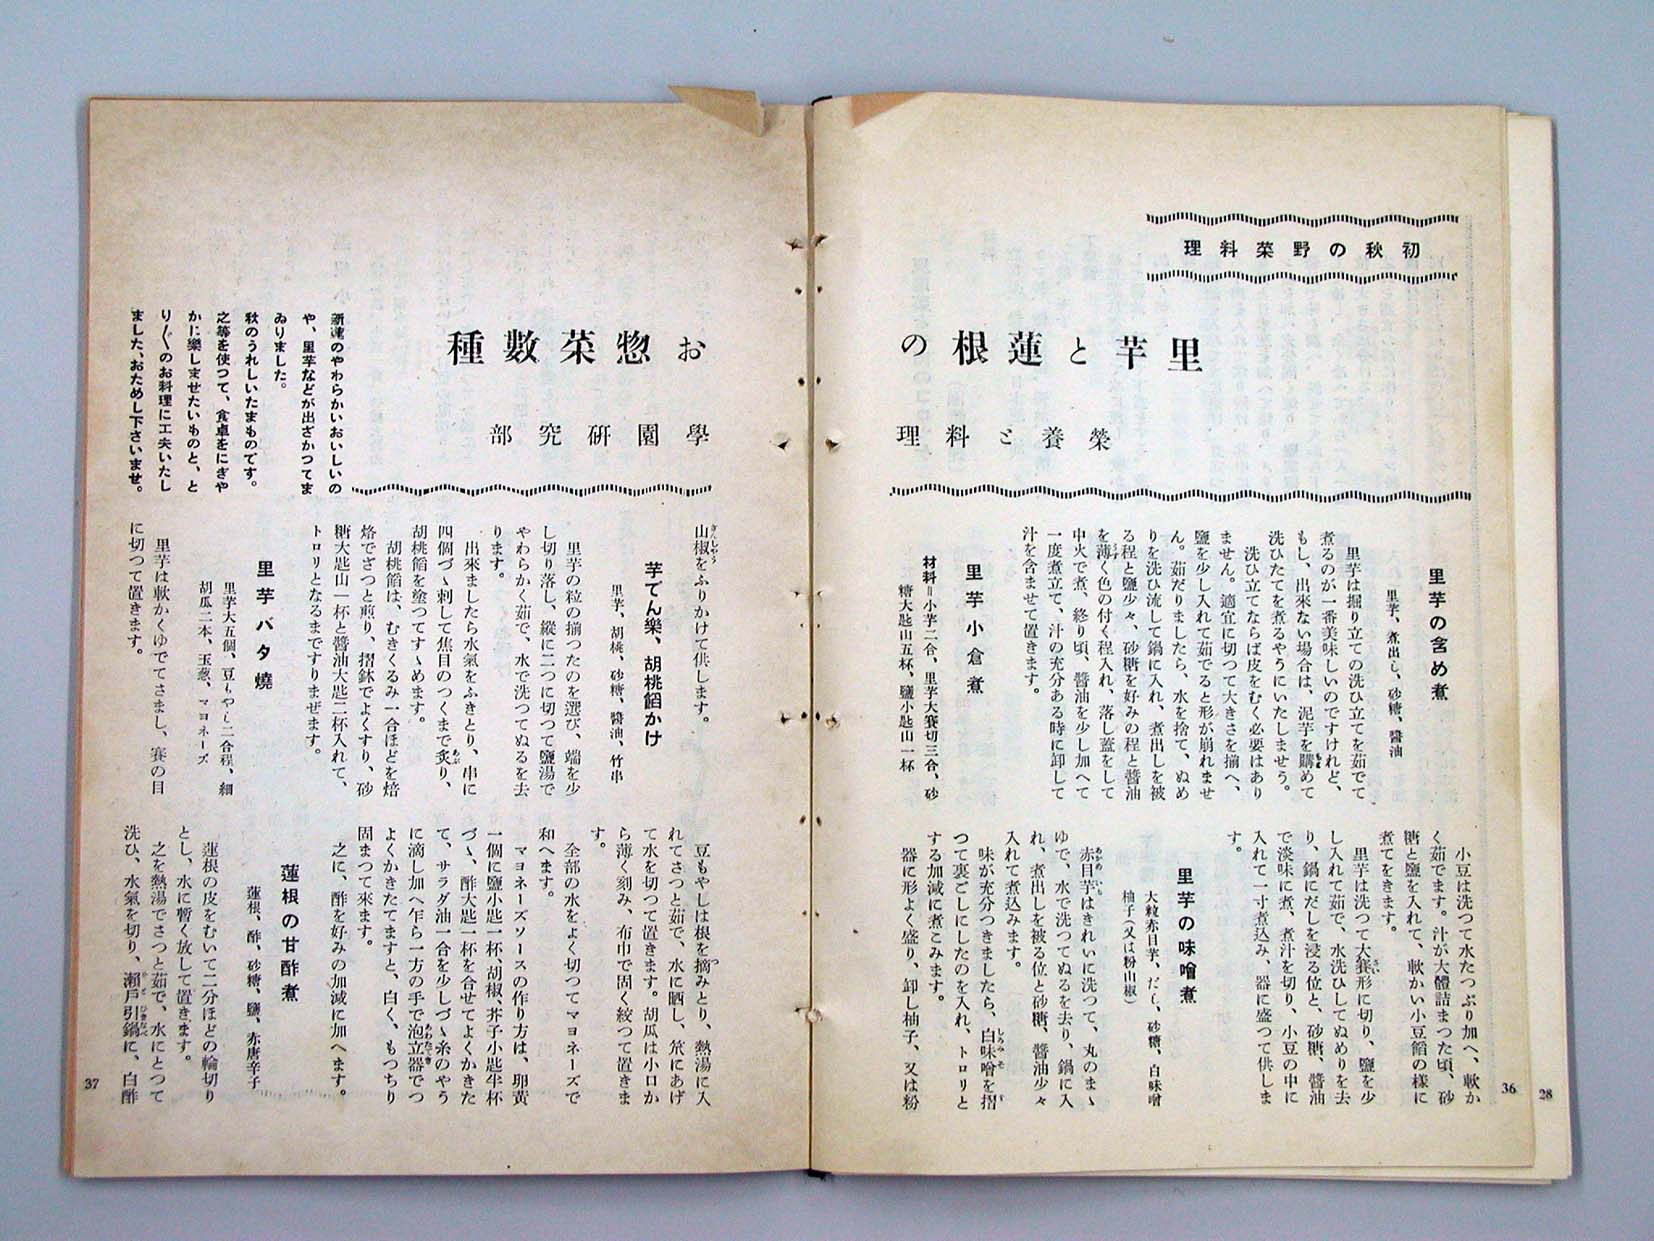 初秋の野菜料理
里芋と蓮根の
お惣菜數種
榮養と料理
學園硏究部
新蓮のやわらかいおいしいの
や、里芋などが出ざかつてま
ゐりました。
秋のうれしいたまものです。
之等を使つて、食卓をにぎや
かに樂しませたいものと、と
り〲のお料理に工夫いたし
ました、おためし下さいませ。
里芋の含め煮
里芋、煮出し、砂糖、醬油
里芋は掘り立ての洗ひ立てを茹でて
煮るのが一番美味しいのですけれど、
もし、出來ない場合は、泥芋を購めて
洗ひたてを煮るやうにいたしませう。
洗ひ立てならば皮をむく必要はあり
ません。適宜に切つて大きさを揃へ、
鹽を少し入れて茹でると形が崩れませ
ん。茹だりましたら、水を捨て、ぬめ
りを洗ひ流して鍋に入れ、煮出しを被
る程と鹽少々、砂糖を好みの程と醬油
を薄く色の付く程入れ、落し蓋をして
中火で煮、終り頃、醬油を少し加へて
一度煮立て、汁の充分ある時に卸して
汁を含ませて置きます。
里芋小倉煮
材料＝小芋二合、里芋大賽切三合、砂
糖大匙山五杯、鹽小匙山一杯
小豆は洗つて水たつぷり加へ、軟か
く茹でます。汁が大體詰まつた頃、砂
糖と鹽を入れて、軟かい小豆餡の樣に
煮てをきます。
里芋は洗つて大賽形に切り、鹽を少
し入れて茹で、水洗ひしてぬめりを去
り、鍋にだしを浸る位と、砂糖、醬油
で淡味に煮、煮汁を切り、小豆の中に
入れて一寸煮込み、器に盛つて供しま
す。
里芋の味噌煮
大粒赤目芋、だし、砂糖、白味噌
柚子（又は粉山椒）
赤目芋はきれいに洗つて、丸のまゝ
ゆで、水で洗つてぬるを去り、鍋に入
れ、煮出しを被る位と砂糖、醬油少々
入れて煮込みます。
味が充分つきましたら、白味噌を摺
つて裏ごしにしたのを入れ、トロリと
する加減に煮こみます。
器に形よく盛り、卸し柚子、又は粉
山椒をふりかけて供します。
芋でん樂、胡桃餡かけ
里芋、胡桃、砂糖、醬油、竹串
里芋の粒の揃つたのを選び、端を少
し切り落し、縱に二つに切つて鹽湯で
やわらかく茹で、水で洗つてぬるを去
ります。
出來ましたら水氣をふきとり、串に
四個づゝ刺して焦目のつくまで炙り、
胡桃餡を塗つてすゝめます。
胡桃餡は、むきくるみ一合ほどを焙
烙でざつと煎り、摺鉢でよくすり、砂
糖大匙山一杯と醬油大匙二杯入れて、
トロリとなるまですりまぜます。
里芋バタ燒
里芋大五個、豆もやし二合程、細
胡瓜二本、玉葱、マヨネーズ
里芋は軟かくゆでてさまし、賽の目
に切つて置きます。
豆もやしは根を摘みとり、熱湯に入
れてさつと茹で、水に晒し、笊にあげ
て水を切つて置きます。胡瓜は小口か
ら薄く刻み、布巾で固く絞つて置きま
す。
全部の水をよく切つてマヨネーズで
和へます。
マヨネーズソースの作り方は、卵黃
一個に鹽小匙一杯、胡椒、芥子小匙半杯
づゝ、酢大匙一杯を合せてよくかきた
て、サラダ油一合を少しづゝ糸のやう
に滴し加へ乍ら一方の手で泡立器でつ
よくかきたてますと、白く、もつちり
固まつて來ます。
之に、酢を好みの加減に加へます。
蓮根の甘酢煮
蓮根、酢、砂糖、鹽、赤唐辛子
蓮根の皮をむいて二分ほどの輪切り
とし、水に暫く放して置きます。
之を熱湯でさつと茹で、水にとつて
洗ひ、水氣を切り、瀨戶引鍋に、白酢
36
28
37